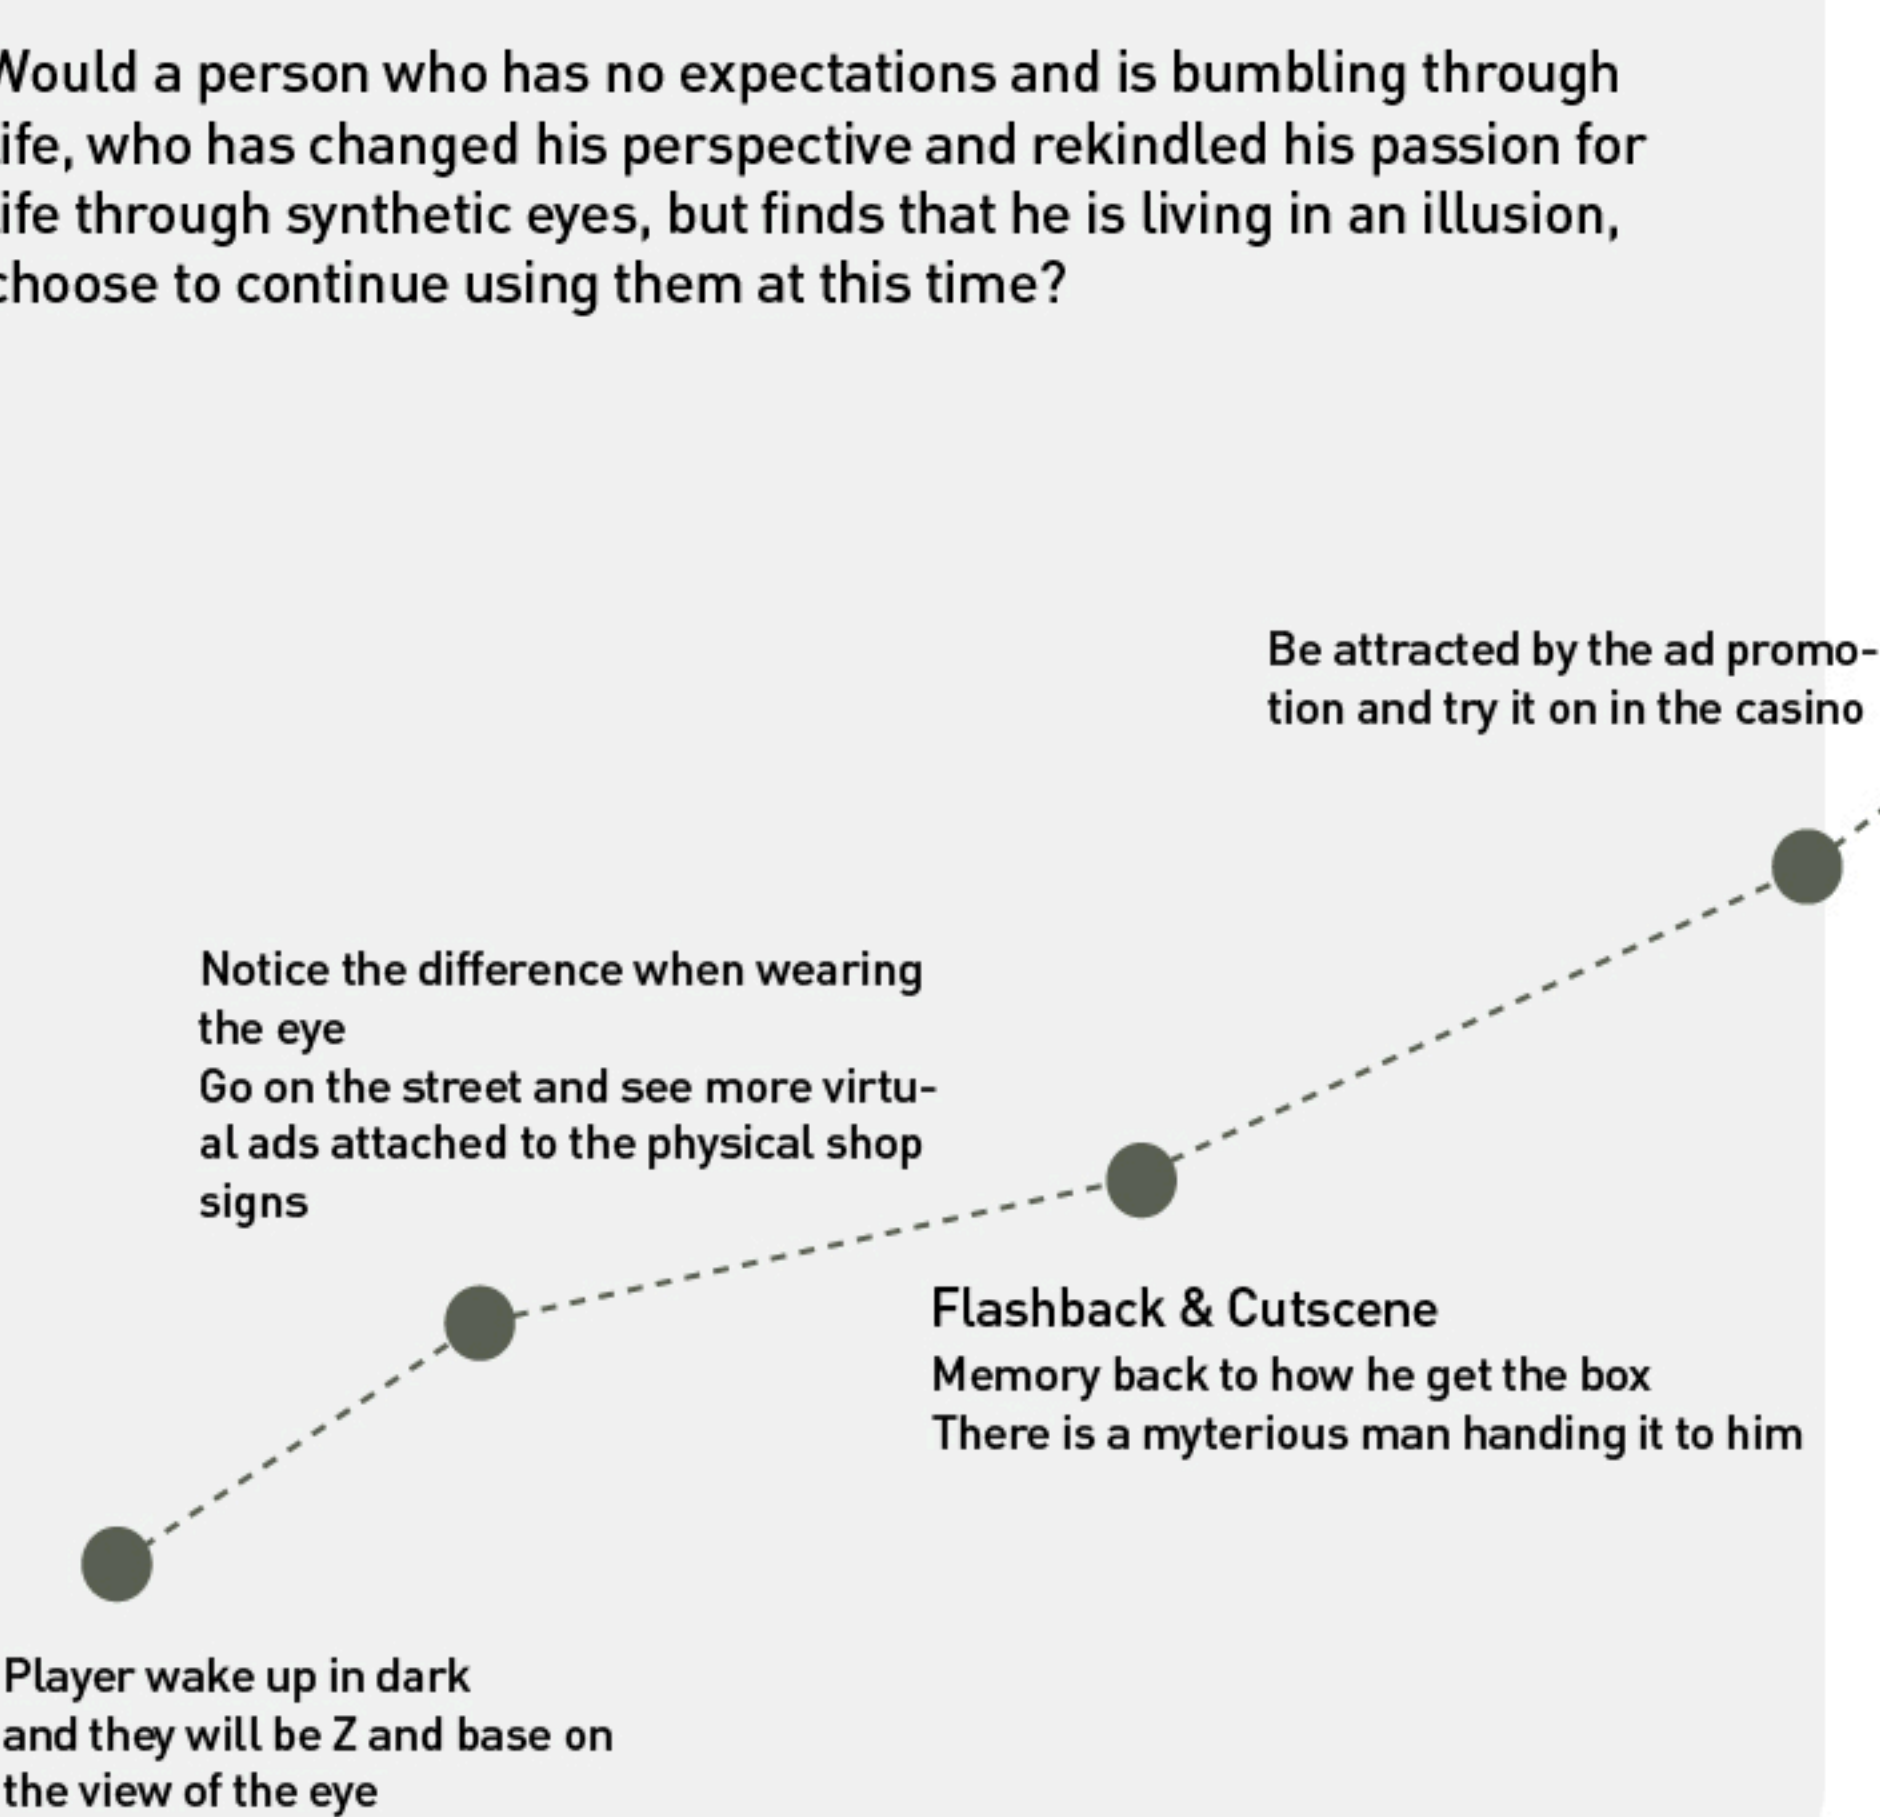 Would a person who has no expectations and is bumbling through
life, who has changed his perspective and rekindled his passion for
life through synthetic eyes, but finds that he is living in an illusion,
choose to continue using them at this time?
Be attracted by the ad promo-
tion and try it on in the casino
Notice the difference when wearing
the eye
Go on the street and see more virtu-
al ads attached to the physical shop
signs
Flashback & Cutscene
Memory back to how he get the box
There is a myterious man handing it to him
Player wake up in dark
and they will be Z and base on
the view of the eye